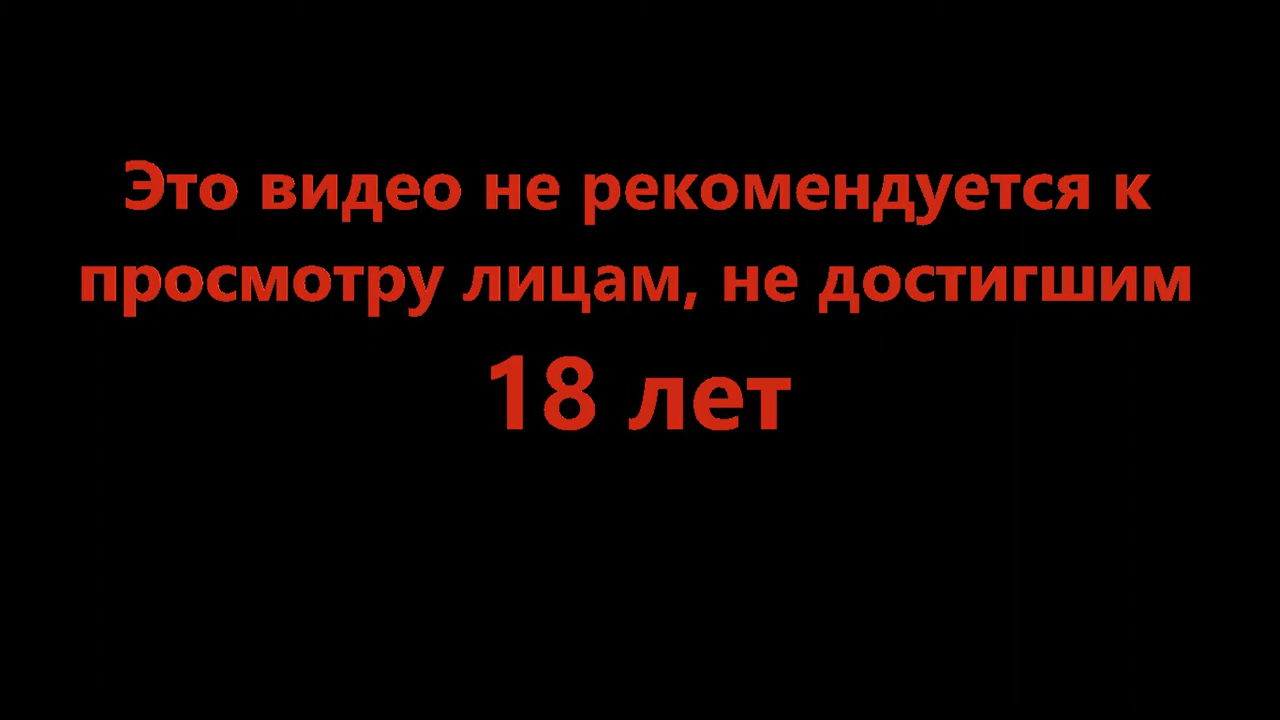 Это видео не рекомендуется к
просмотру лицам, не достигшим
18 лет